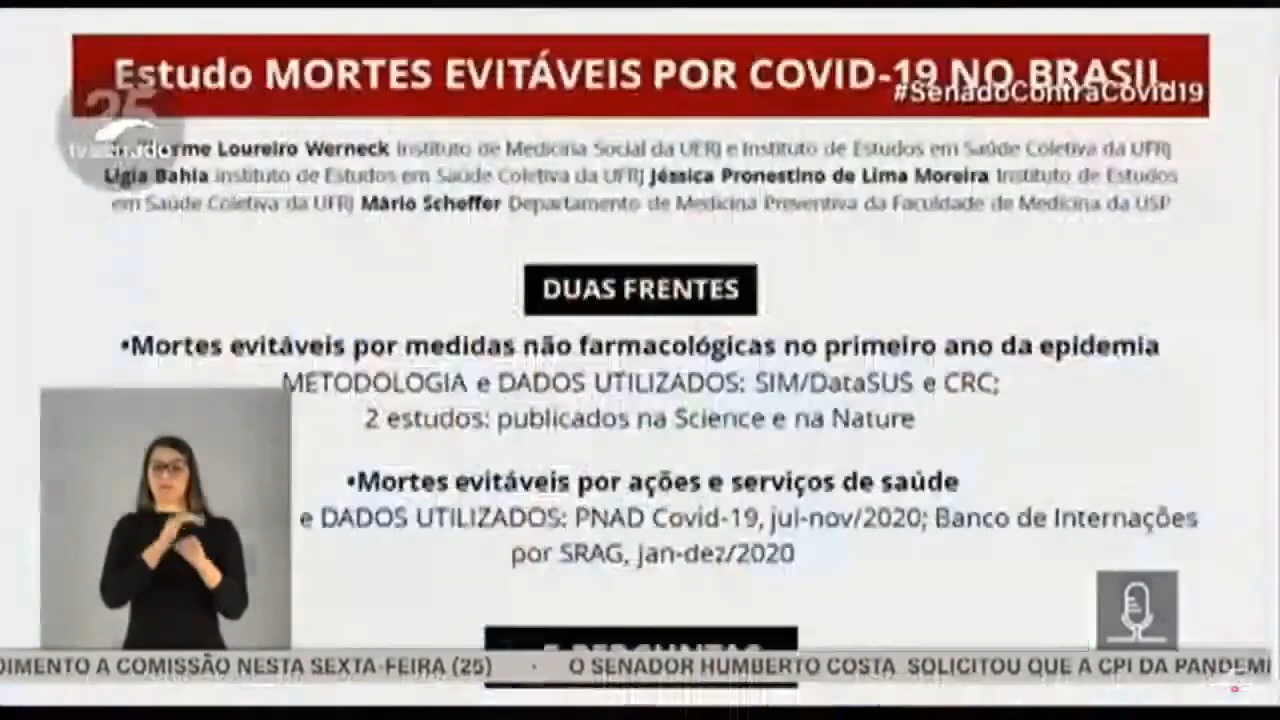 Estudo MORTES EVITÁVEIS POR COVID-19 NO BRASIL
#SenadoContraCovid19
25
Loureiro Werneck Instituto de Medicina Social da UERJ e Instituto de Estudos em Saúde Coletiva da UFRJ
Ligia Bahia Instituto de Estudos em Saúde Coletiva da UFRJ Jéssica Pronestino de Lima Moreira Instituto de Estudos
em Saúde Coletiva da UFRJ Mário Scheffer Departamento de Medicina Preventiva da Faculdade de Medicina da USP
DUAS FRENTES
•Mortes evitáveis por medidas não farmacológicas no primeiro ano da epidemia
METODOLOGIA e DADOS UTILIZADOS: SIM/DataSUS e CRC;
2 estudos: publicados na Science e na Nature
•Mortes evitáveis por ações e serviços de saúde
e DADOS UTILIZADOS: PNAD Covid-19, jul-nov/2020; Banco de Internações
por SRAG, jan-dez/2020
DIMENTO A COMISSÃO NESTA SEXTA-FEIRA (25) · O SENADOR HUMBERTO COSTA SOLICITOU QUE A CPI DA PANDEMI